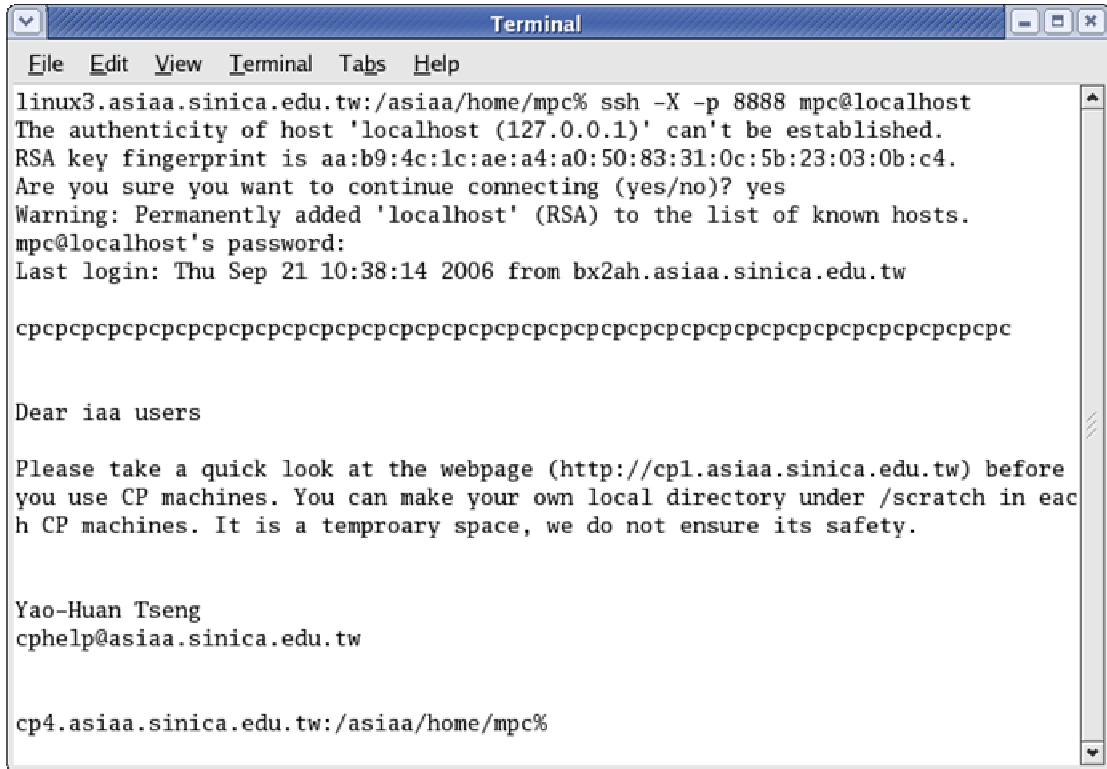 Terminal
File Edit View Terminal Tabs Help
linux3.asiaa.sinica.edu.tw:/asiaa/home/mpc% ssh -X -p 8888 mpc@localhost
The authenticity of host 'localhost (127.0.0.1)' can't be established.
RSA key fingerprint is aa:b9:4c:1c:ae:a4:a0:50:83:31:0c:5b:23:03:0b:c4.
Are you sure you want to continue connecting (yes/no)? yes
Warning: Permanently added 'localhost' (RSA) to the list of known hosts.
mpc@localhost's password:
Last login: Thu Sep 21 10:38:14 2006 from bx2ah.asiaa.sinica.edu.tw
cpcpcpcpcpcpcpcpcpcpcpcpcpcpcpcpcpcpcpcpcpcpcpcpcpcpcpcpcpcpcpcpcpcpcpcpcpc
Dear iaa users
Please take a quick look at the webpage (http://cp1.asiaa.sinica.edu.tw) before
you use CP machines. You can make your own local directory under /scratch in eac
h CP machines. It is a temproary space, we do not ensure its safety.
Yao-Huan Tseng
cphelp@asiaa.sinica.edu.tw
cp4.asiaa.sinica.edu.tw:/asiaa/home/mpc%